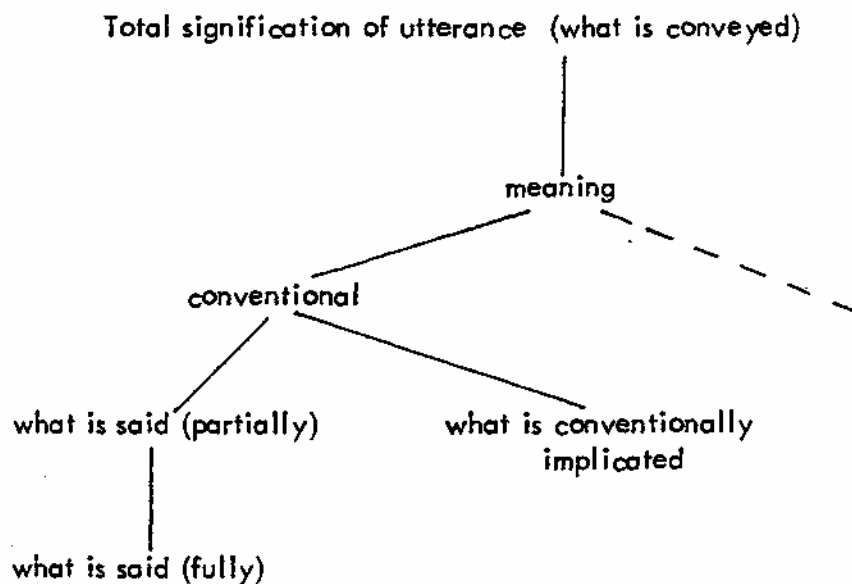 Total signification of utterance (what is conveyed)
meaning
conventional
what is said (partially)
what is conventionally
implicated
what is said (fully)